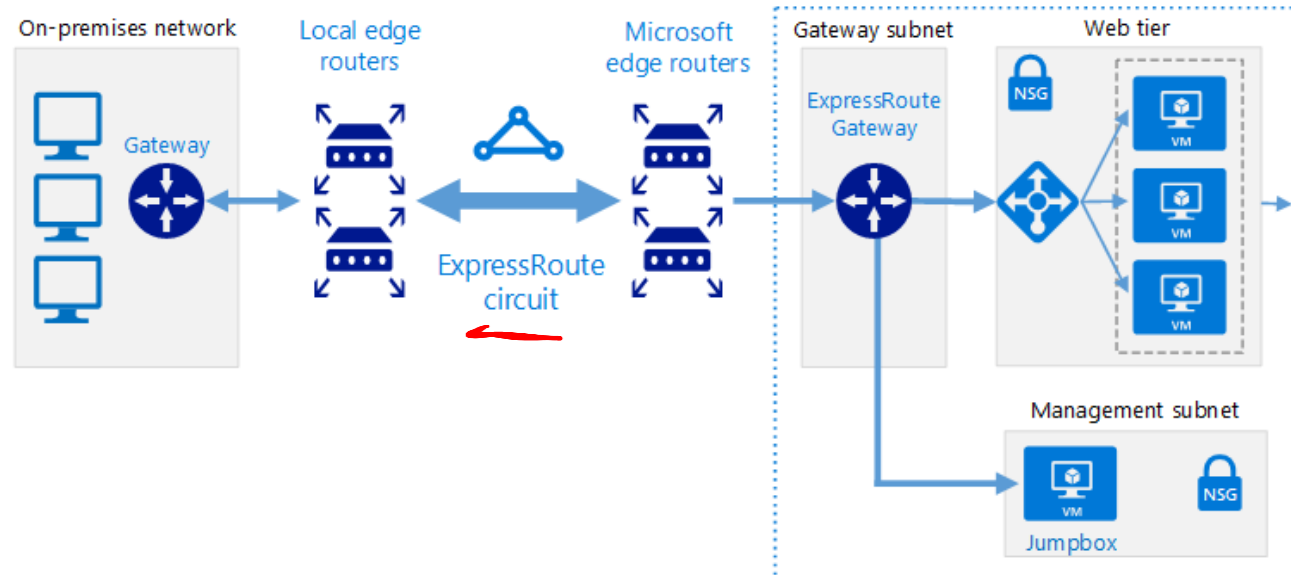 On-premises network
Local edge
routers
Microsoft
edge routers
Gateway subnet
Web tier
Gateway
ExpressRoute
Gateway
NSG
VM
VM
VM
ExpressRoute
circuit
Management subnet
VM
NSG
Jumpbox